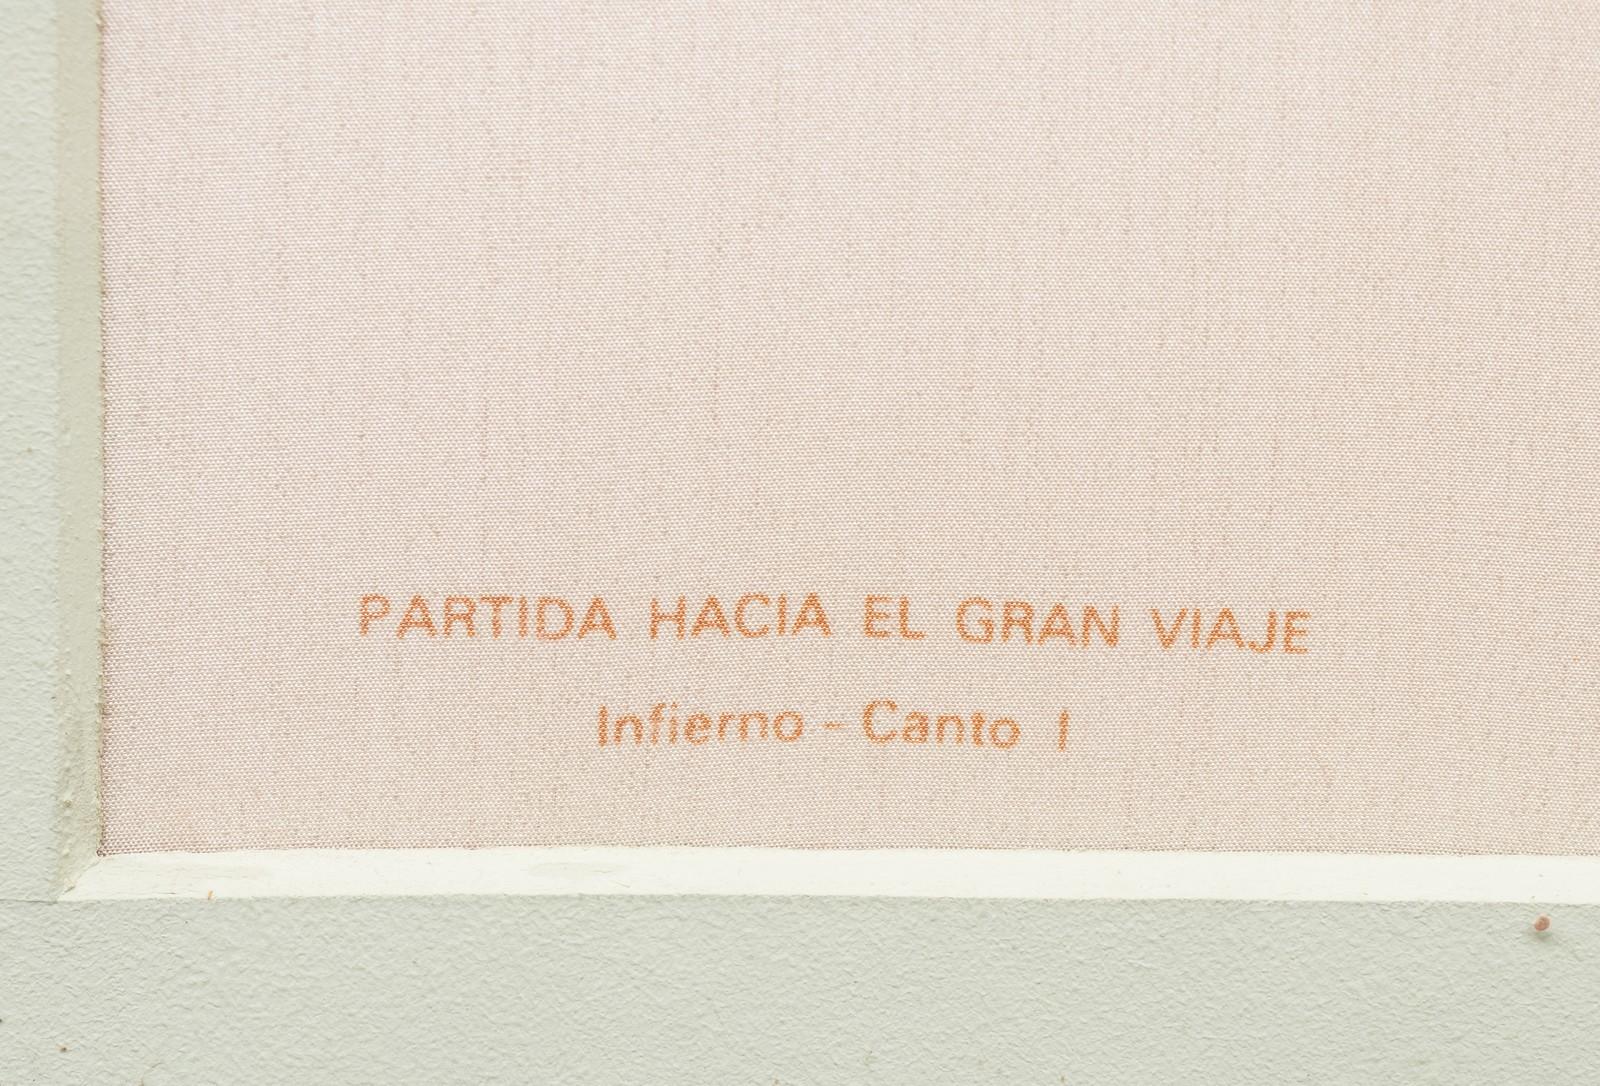 PARTIDA HACIA EL GRAN VIAJE
Infierno - Canto I